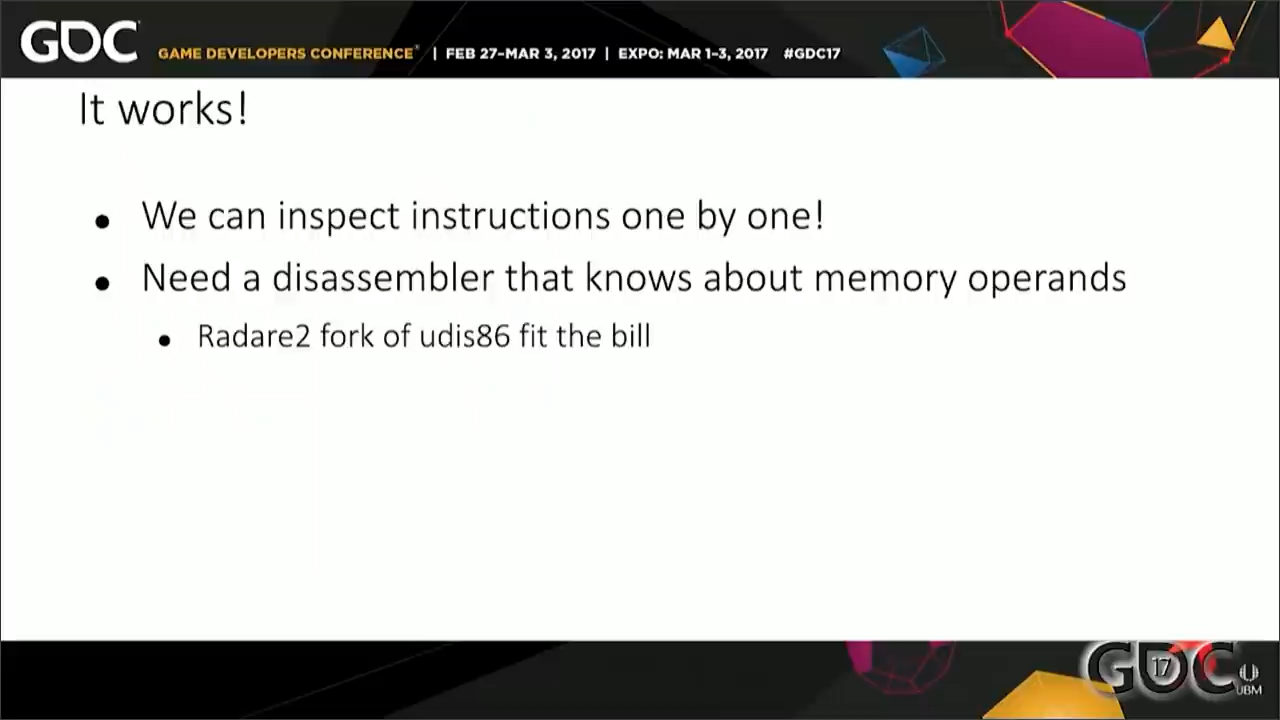 GDC GAME DEVELOPERS CONFERENCE® | FEB 27–MAR 3, 2017 | EXPO: MAR 1–3, 2017 #GDC17
It works!
• We can inspect instructions one by one!
• Need a disassembler that knows about memory operands
• Radare2 fork of udis86 fit the bill
GDC 17
UBM